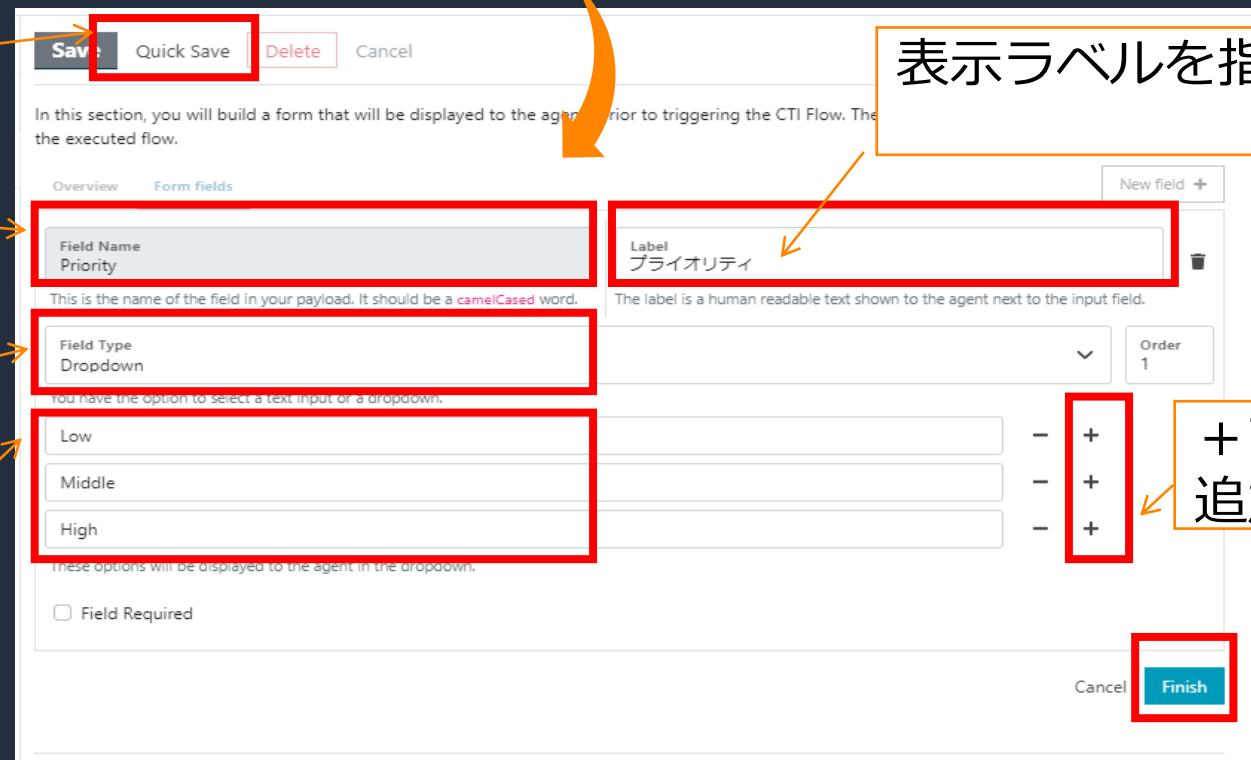 Save Quick Save Delete Cancel
表示ラベルを指
In this section, you will build a form that will be displayed to the agent prior to triggering the CTI Flow. The
the executed flow.
Overview Form fields
New field +
Field Name
Priority
Label
プライオリティ
This is the name of the field in your payload. It should be a camelCased word.
The label is a human readable text shown to the agent next to the input field.
Field Type
Dropdown
Order
1
You have the option to select a text input or a dropdown.
Low − +
Middle − +
High − +
+
追
These options will be displayed to the agent in the dropdown.
Field Required
Cancel Finish